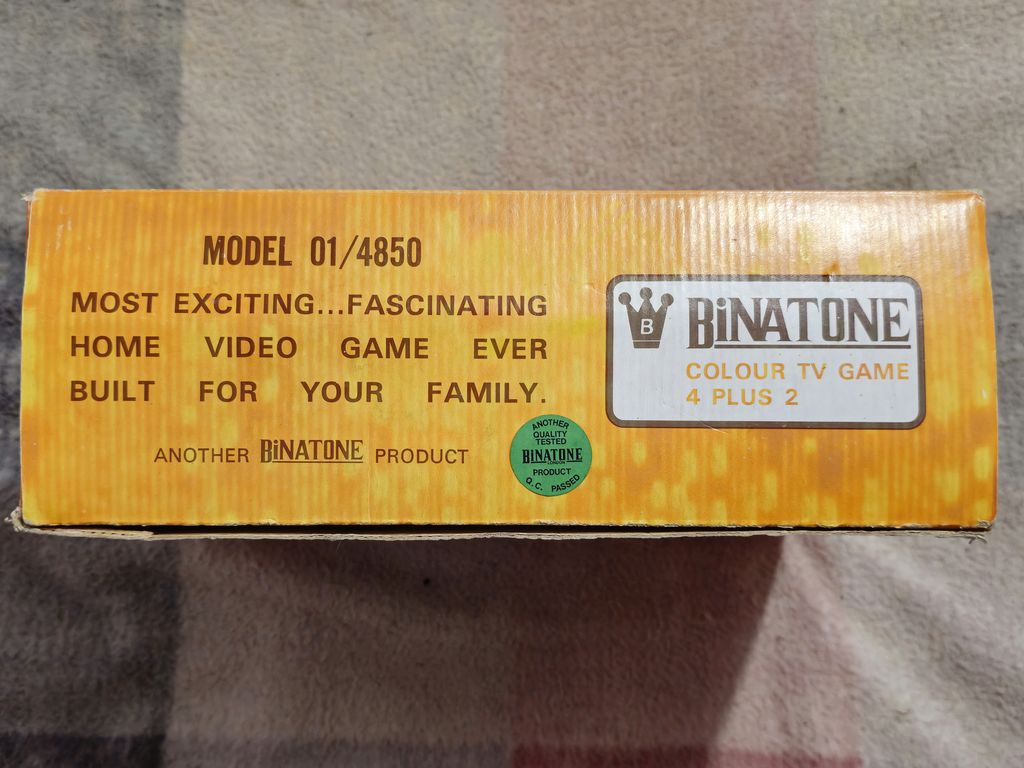 MODEL 01/4850
MOST EXCITING...FASCINATING
HOME VIDEO GAME EVER
BUILT FOR YOUR FAMILY.
ANOTHER BiNATONE PRODUCT
ANOTHER
QUALITY
TESTED
BiNATONE
LONDON
PRODUCT
Q.C. PASSED
B
BiNATONE
COLOUR TV GAME
4 PLUS 2